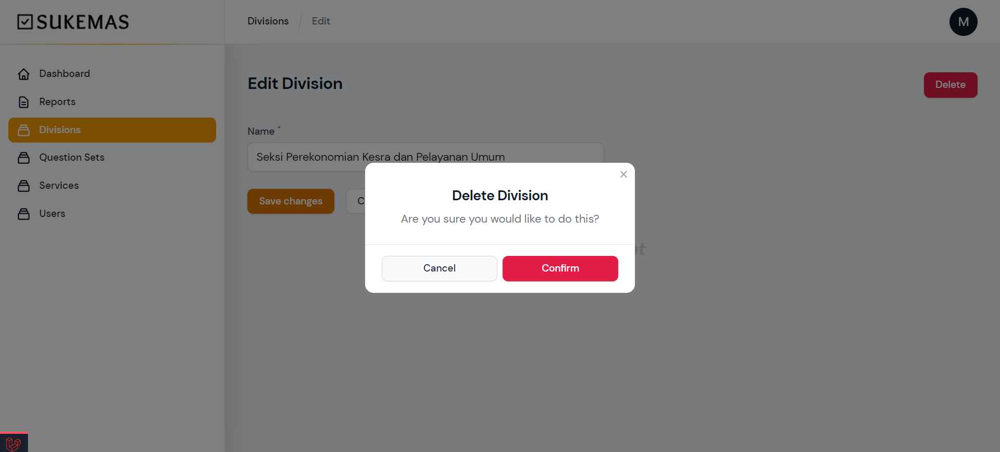 SUKEMAS
Divisions / Edit
M
Dashboard
Reports
Divisions
Question Sets
Services
Users
Edit Division
Delete
Name *
Seksi Perekonomian Kesra dan Pelayanan Umum
Save changes
Delete Division
Are you sure you would like to do this?
Cancel
Confirm